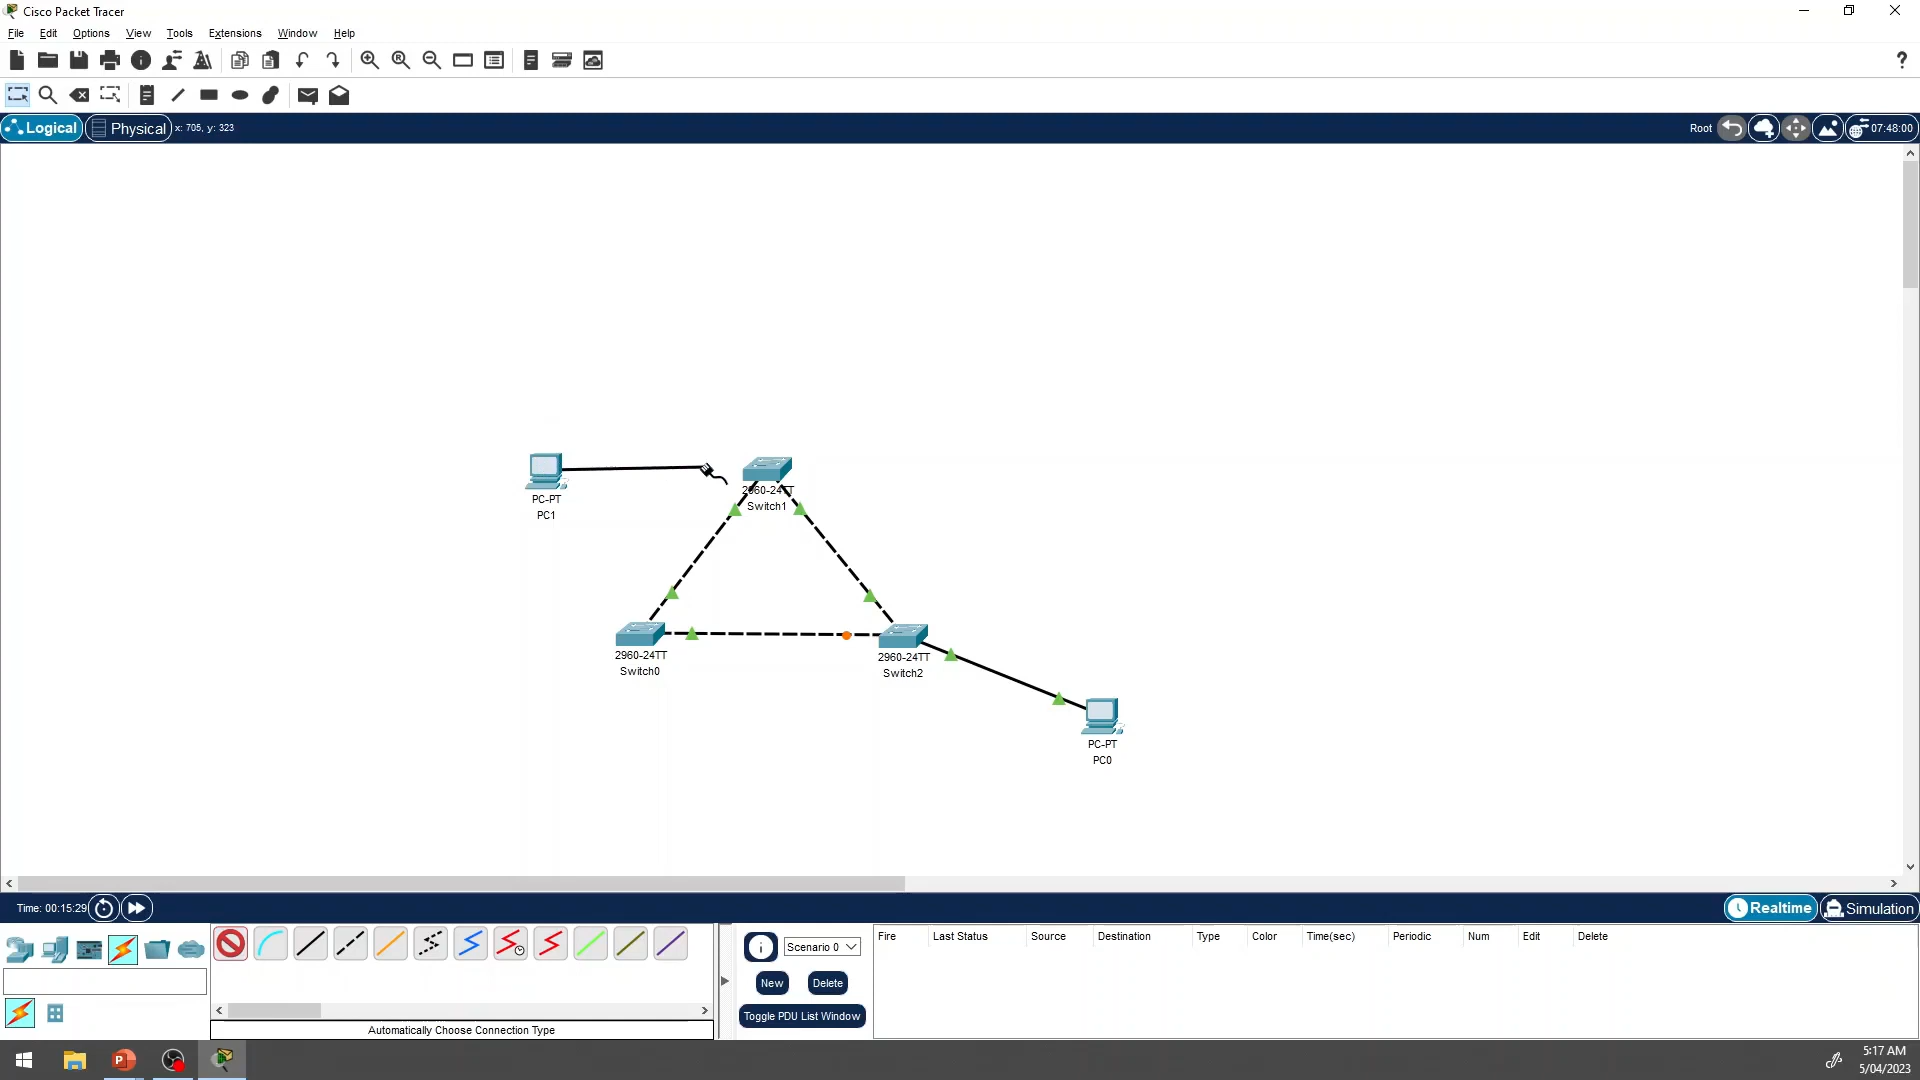 Cisco Packet Tracer
File Edit Options View Tools Extensions Window Help
?
Logical Physical x: 705, y: 323 Root 07:48:00
PC-PT
PC1
2960-24TT
Switch1
2960-24TT
Switch0
2960-24TT
Switch2
PC-PT
PC0
Time: 00:15:29 Realtime Simulation
Scenario 0
New Delete
Toggle PDU List Window
Fire Last Status Source Destination Type Color Time(sec) Periodic Num Edit Delete
Automatically Choose Connection Type
5:17 AM
5/04/2023